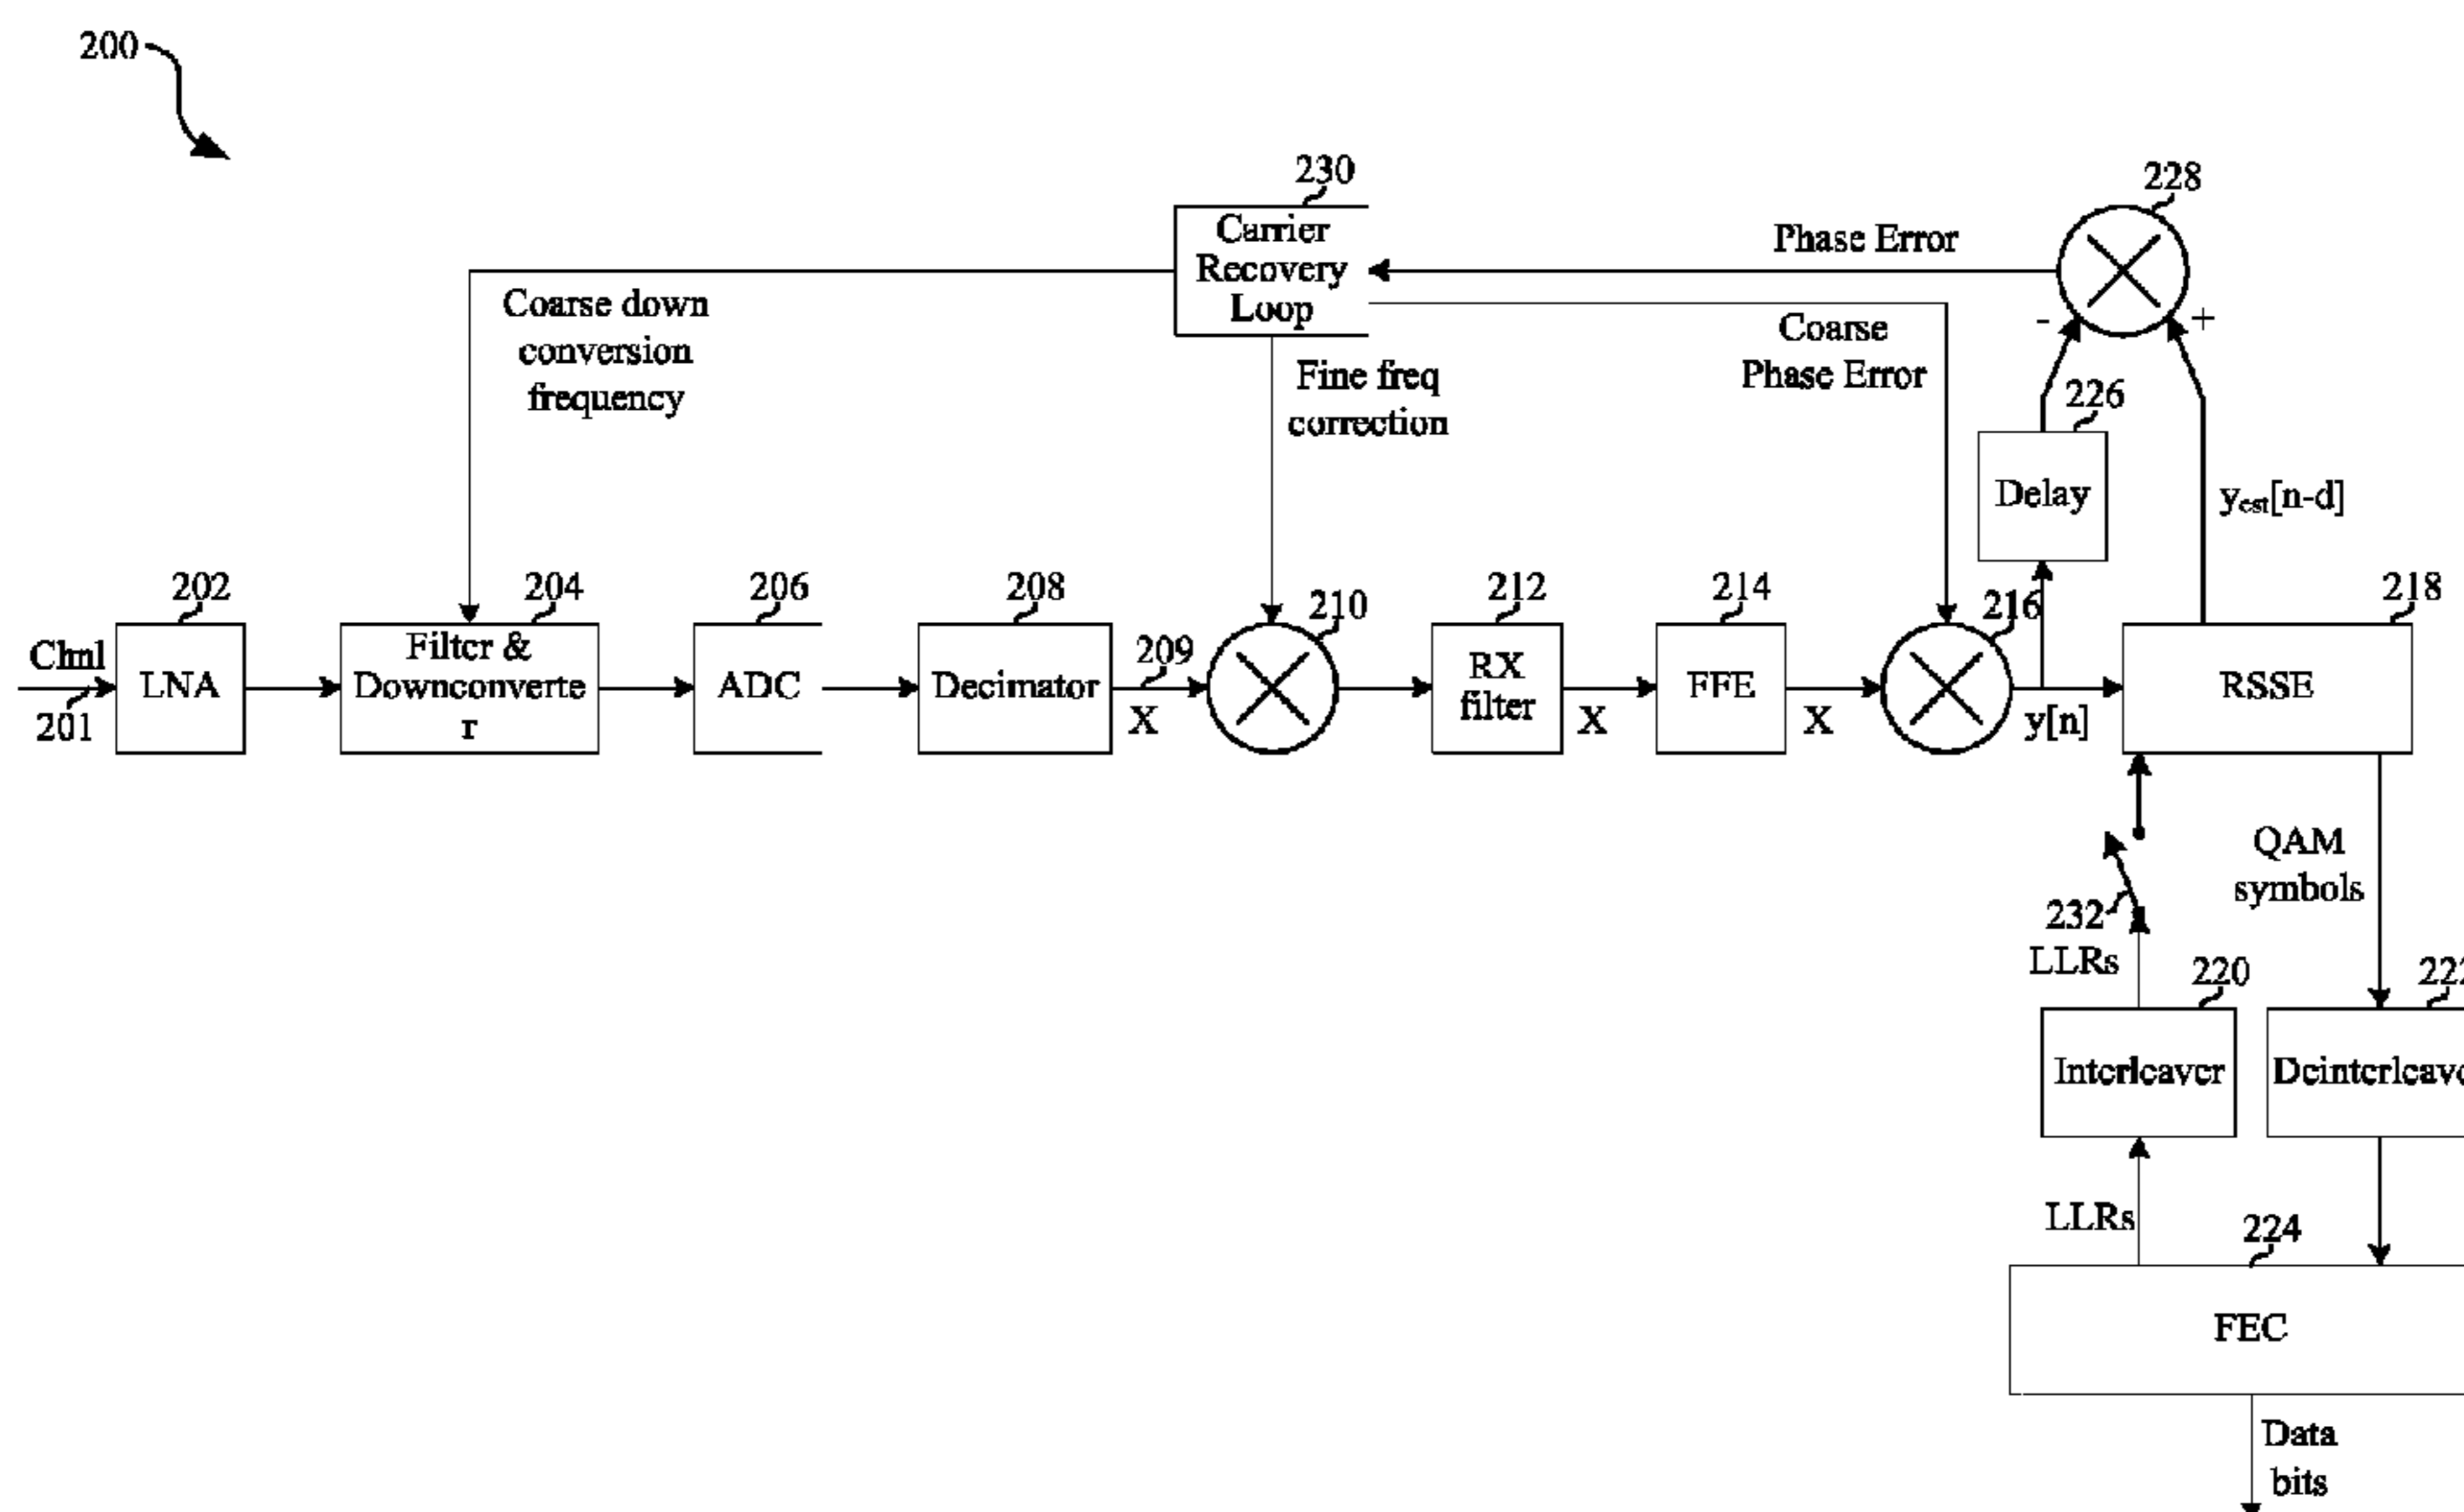 200
230
228
Carrier
Recovery
Loop
Phase Error
Coarse down
conversion
frequency
- +
Coarse
Phase Error
Fine freq
correction
226
Delay
yest[n-d]
202
204
206
208
210
212
214
216
218
Chnl
201
LNA
Filter &
Downconverte
r
ADC
Decimator
209
X
RX
filter
X
FFE
X
y[n]
RSSE
QAM
symbols
232
LLRs
220
222
Interleaver
Deinterleave
LLRs
224
FEC
Data
bits